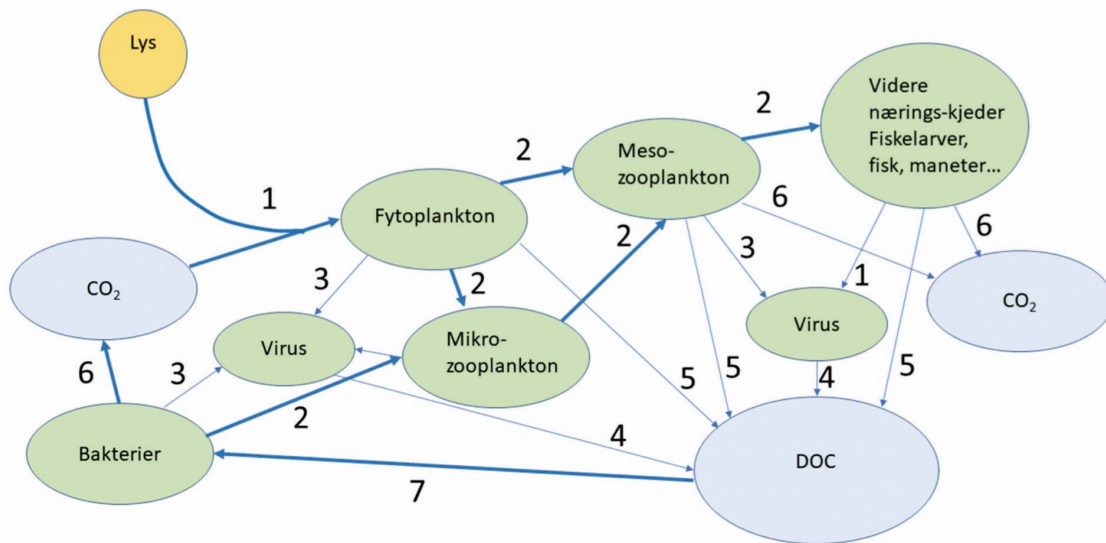 Lys
2
Videre
nærings-kjeder
Fiskelarver,
fisk, maneter...
2
Meso-
zooplankton
1
Fytoplankton
6
6
2
3
3
2
1
CO₂
CO₂
Virus
Virus
Mikro-
zooplankton
6
3
5
5
4
5
2
4
Bakterier
DOC
7